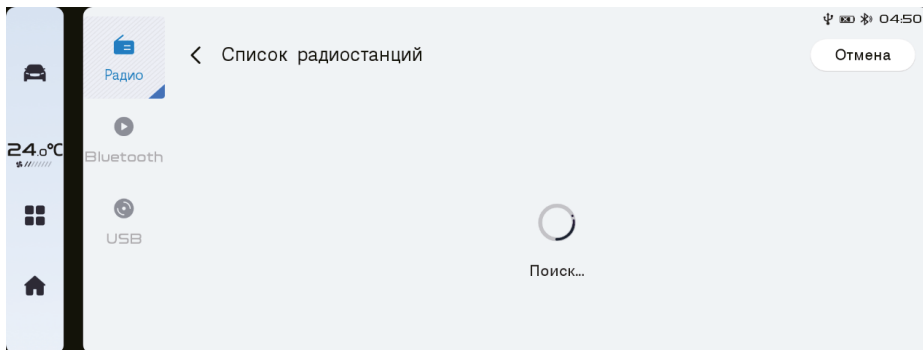 04:50
Радио
Список радиостанций
Отмена
24.0°C
Bluetooth
USB
Поиск...